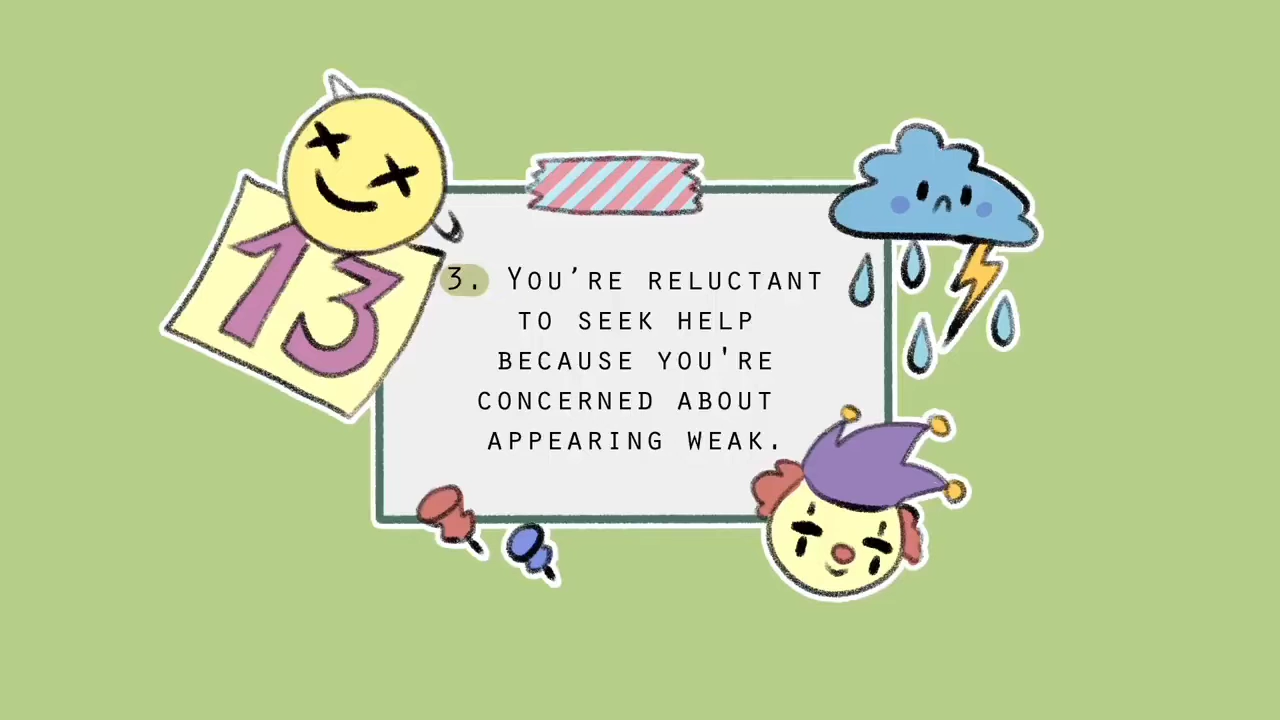 13
3. YOU'RE RELUCTANT
TO SEEK HELP
BECAUSE YOU'RE
CONCERNED ABOUT
APPEARING WEAK.